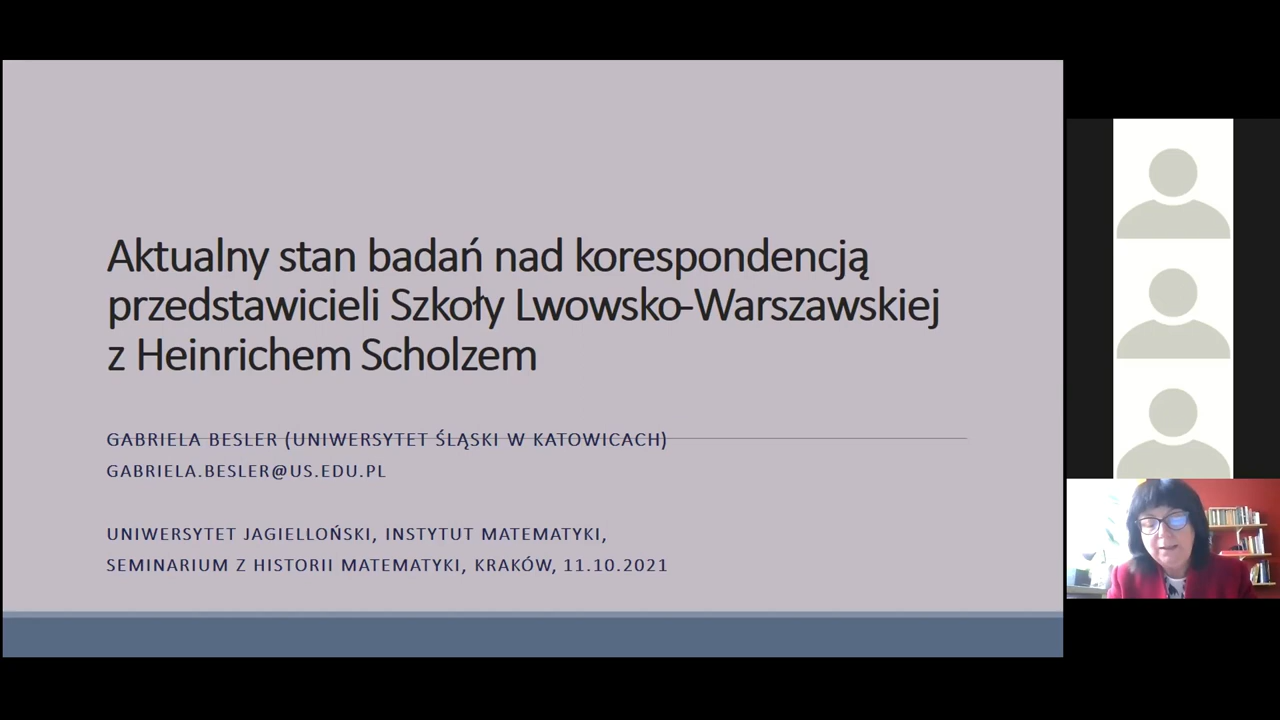 Aktualny stan badań nad korespondencją
przedstawicieli Szkoły Lwowsko-Warszawskiej
z Heinrichem Scholzem
GABRIELA BESLER (UNIWERSYTET ŚLĄSKI W KATOWICACH)
GABRIELA.BESLER@US.EDU.PL
UNIWERSYTET JAGIELLOŃSKI, INSTYTUT MATEMATYKI,
SEMINARIUM Z HISTORII MATEMATYKI, KRAKÓW, 11.10.2021